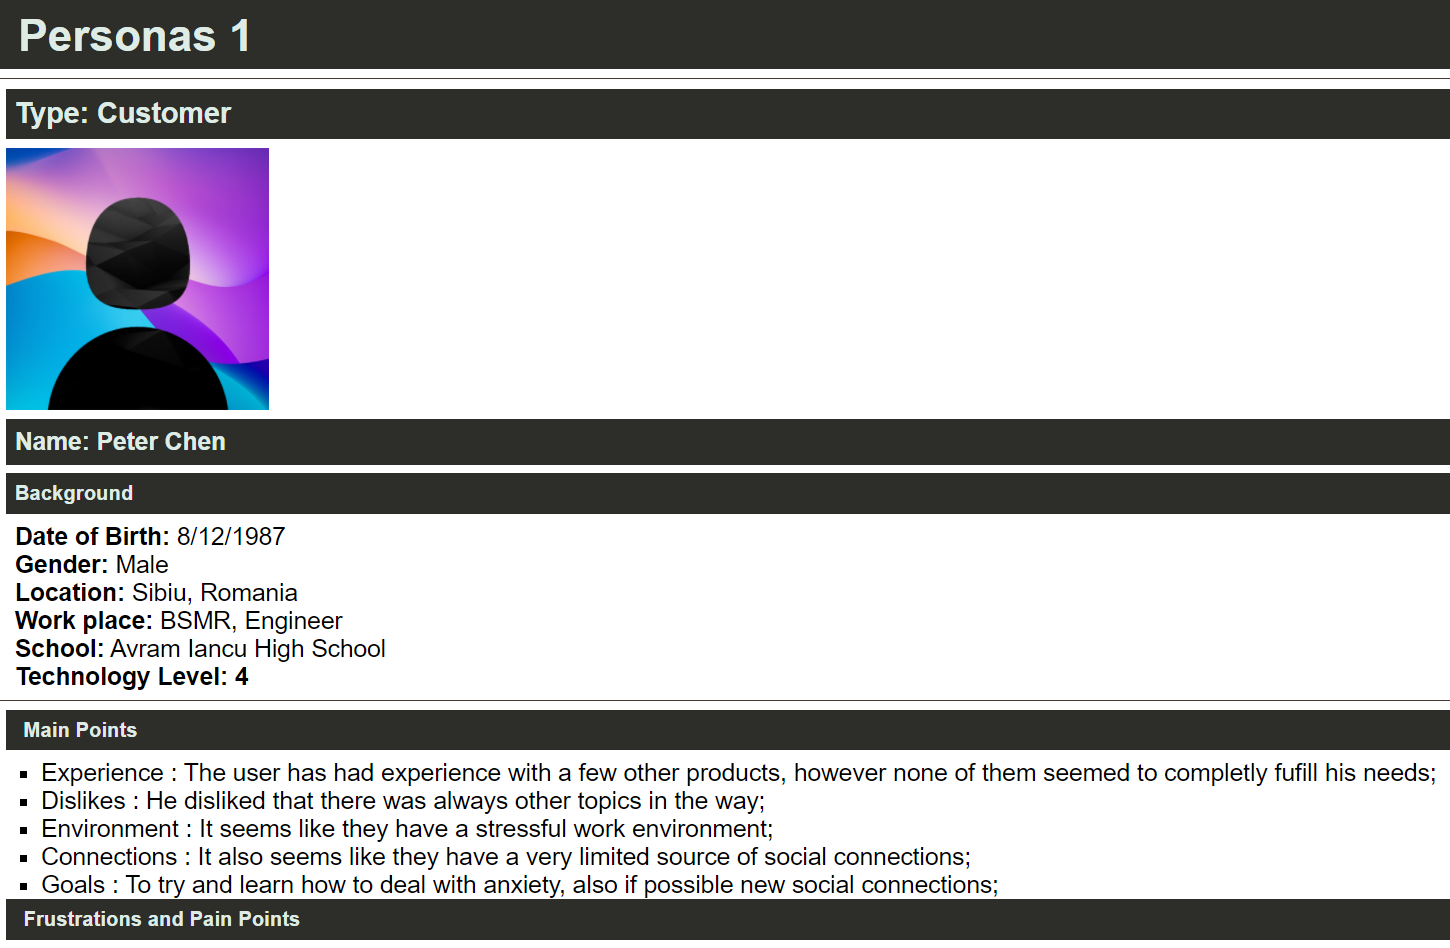 Personas 1
Type: Customer
Name: Peter Chen
Background
Date of Birth: 8/12/1987
Gender: Male
Location: Sibiu, Romania
Work place: BSMR, Engineer
School: Avram Iancu High School
Technology Level: 4
Main Points
▪ Experience : The user has had experience with a few other products, however none of them seemed to completly fufill his needs;
▪ Dislikes : He disliked that there was always other topics in the way;
▪ Environment : It seems like they have a stressful work environment;
▪ Connections : It also seems like they have a very limited source of social connections;
▪ Goals : To try and learn how to deal with anxiety, also if possible new social connections;
Frustrations and Pain Points